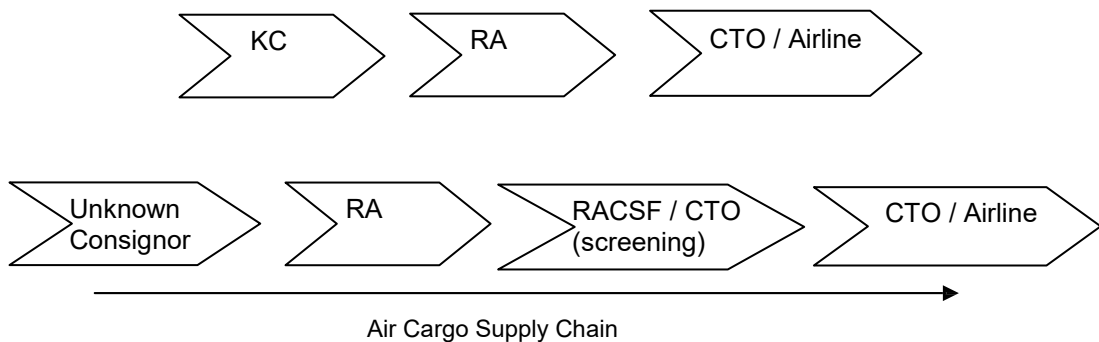 KC
RA
CTO / Airline
Unknown
Consignor
RA
RACSF / CTO
(screening)
CTO / Airline
Air Cargo Supply Chain